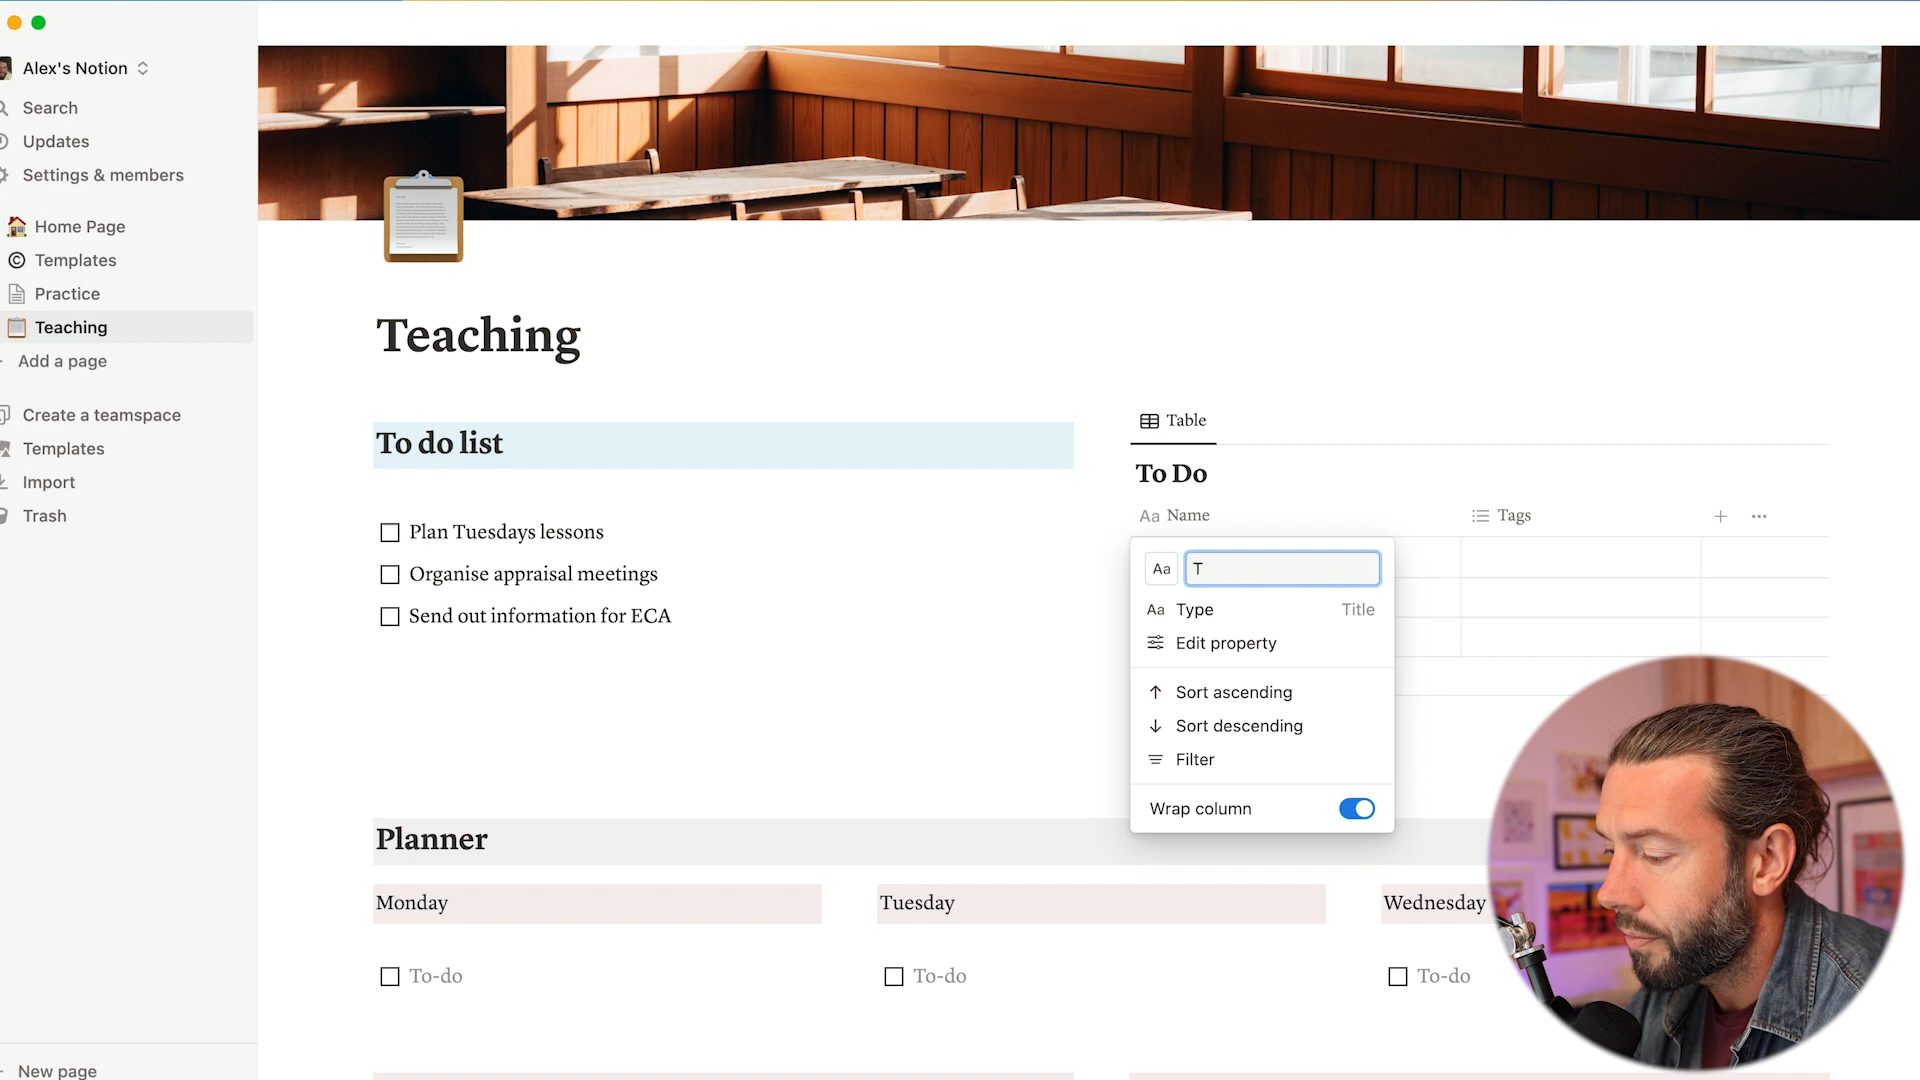 Alex's Notion
Search
Updates
Settings & members
Home Page
Templates
Practice
Teaching
Add a page
Create a teamspace
Templates
Import
Trash
New page
Teaching
To do list
Plan Tuesdays lessons
Organise appraisal meetings
Send out information for ECA
Table
To Do
Aa Name
Tags
Aa T
Aa Type Title
Edit property
Sort ascending
Sort descending
Filter
Wrap column
Planner
Monday
Tuesday
Wednesday
To-do
To-do
To-do